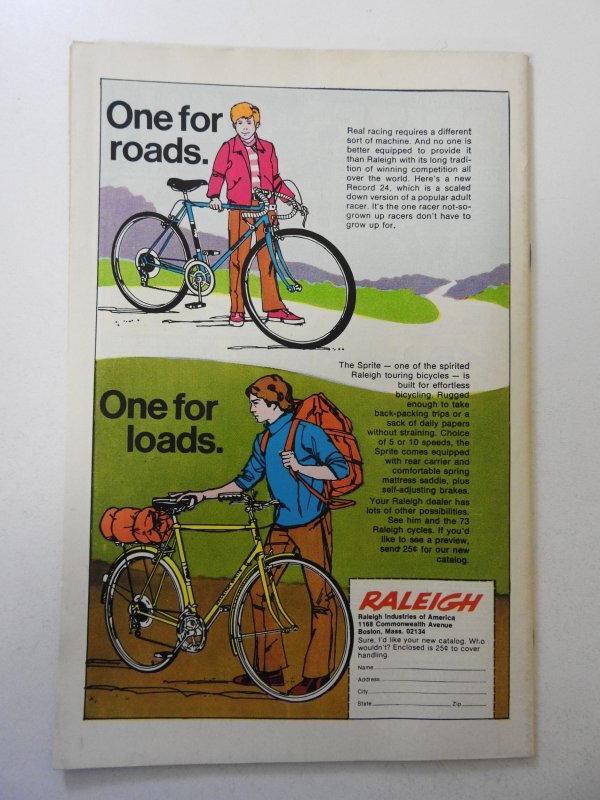 One for
roads.
Real racing requires a different
sort of machine. And no one is
better equipped to provide it
than Raleigh with its long tradi-
tion of winning competition all
over the world. Here's a new
Record 24, which is a scaled
down version of a popular adult
racer. It's the one racer not-so-
grown up racers don't have to
grow up for.
One for
loads.
The Sprite — one of the spirited
Raleigh touring bicycles — is
built for effortless
bicycling. Rugged
enough to take
back-packing trips or a
sack of daily papers
without straining. Choice
of 5 or 10 speeds, the
Sprite comes equipped
with rear carrier and
comfortable spring
mattress saddle, plus
self-adjusting brakes.
Your Raleigh dealer has
lots of other possibilities.
See him and the 73
Raleigh cycles. If you'd
like to see a preview,
send 25¢ for our new
catalog.
RALEIGH
Raleigh Industries of America
1168 Commonwealth Avenue
Boston, Mass. 02134
Sure, I'd like your new catalog. Who
wouldn't? Enclosed is 25¢ to cover
handling.
Name
Address
City
State Zip